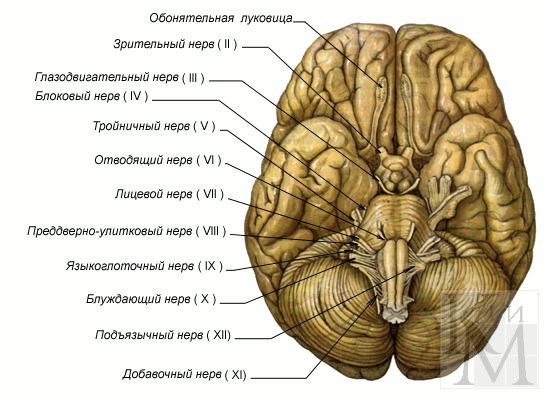 Обонятельная луковица
Зрительный нерв ( II )
Глазодвигательный нерв ( III )
Блоковый нерв ( IV )
Тройничный нерв ( V )
Отводящий нерв ( VI )
Лицевой нерв ( VII )
Преддверно-улитковый нерв ( VIII )
Языкоглоточный нерв ( IX )
Блуждающий нерв ( X )
Подъязычный нерв ( XII)
Добавочный нерв ( XI)
К и М